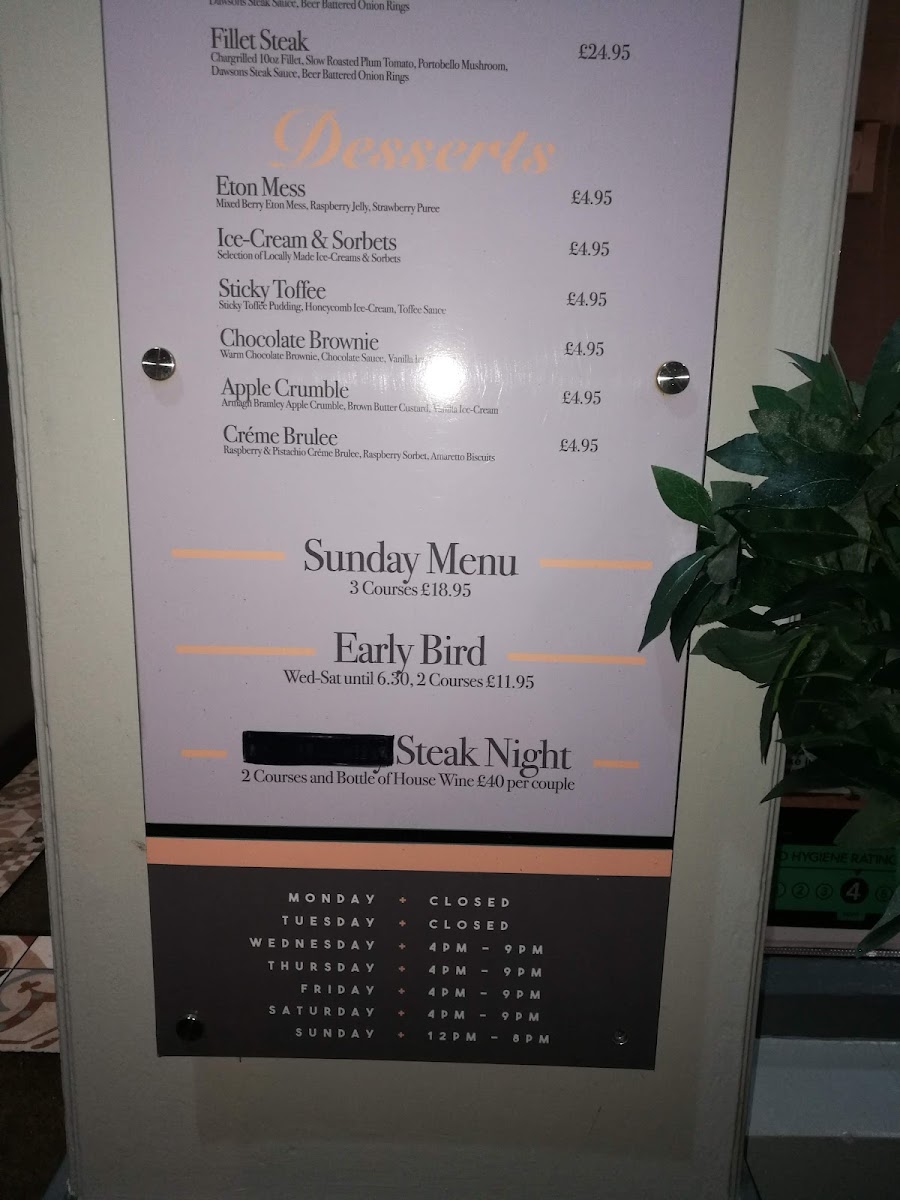 Dawsons Steak Sauce, Beer Battered Onion Rings
Fillet Steak £24.95
Chargrilled 10oz Fillet, Slow Roasted Plum Tomato, Portobello Mushroom,
Dawsons Steak Sauce, Beer Battered Onion Rings
Desserts
Eton Mess £4.95
Mixed Berry Eton Mess, Raspberry Jelly, Strawberry Puree
Ice-Cream & Sorbets £4.95
Selection of Locally Made Ice-Creams & Sorbets
Sticky Toffee £4.95
Sticky Toffee Pudding, Honeycomb Ice-Cream, Toffee Sauce
Chocolate Brownie £4.95
Warm Chocolate Brownie, Chocolate Sauce, Vanilla
Apple Crumble £4.95
Armagh Bramley Apple Crumble, Brown Butter Custard, Vanilla Ice-Cream
Créme Brulee £4.95
Raspberry & Pistachio Créme Brulee, Raspberry Sorbet, Amaretto Biscuits
Sunday Menu
3 Courses £18.95
Early Bird
Wed-Sat until 6.30, 2 Courses £11.95
Steak Night
2 Courses and Bottle of House Wine £40 per couple
MONDAY + CLOSED
TUESDAY + CLOSED
WEDNESDAY + 4PM - 9PM
THURSDAY + 4PM - 9PM
FRIDAY + 4PM - 9PM
SATURDAY + 4PM - 9PM
SUNDAY + 12PM - 8PM
HYGIENE RATING
2 3 4